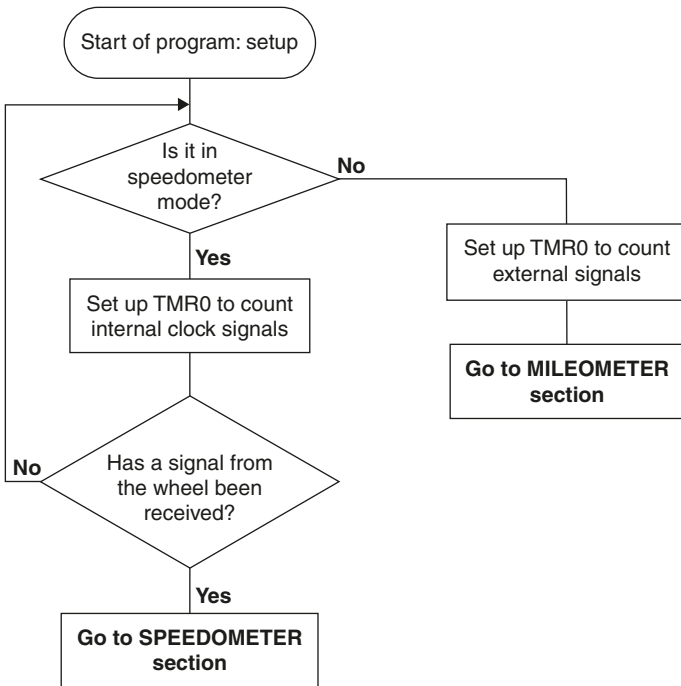 Start of program: setup
Is it in
speedometer
mode?
No
Yes
Set up TMR0 to count
external signals
Set up TMR0 to count
internal clock signals
Go to MILEOMETER
section
No
Has a signal from
the wheel been
received?
Yes
Go to SPEEDOMETER
section